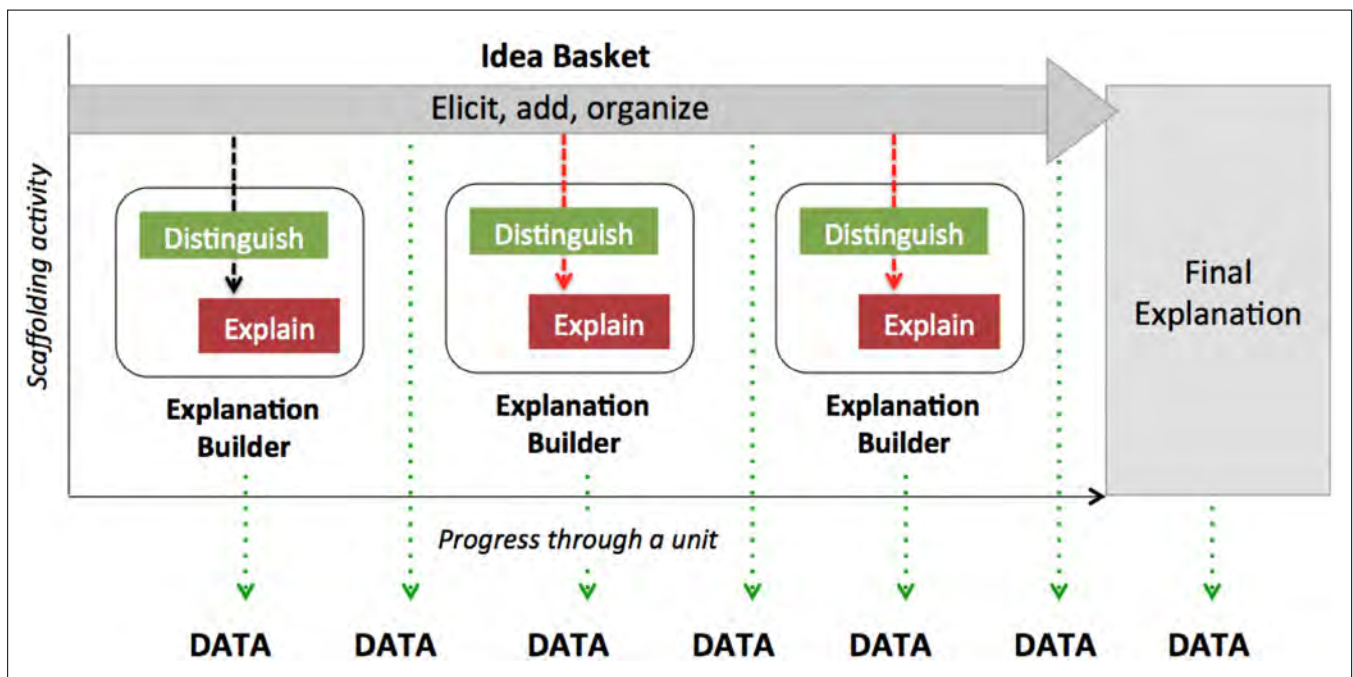 Idea Basket
Elicit, add, organize
Scaffolding activity
Distinguish
Explain
Explanation
Builder
Distinguish
Explain
Explanation
Builder
Distinguish
Explain
Explanation
Builder
Final
Explanation
Progress through a unit
DATA DATA DATA DATA DATA DATA DATA